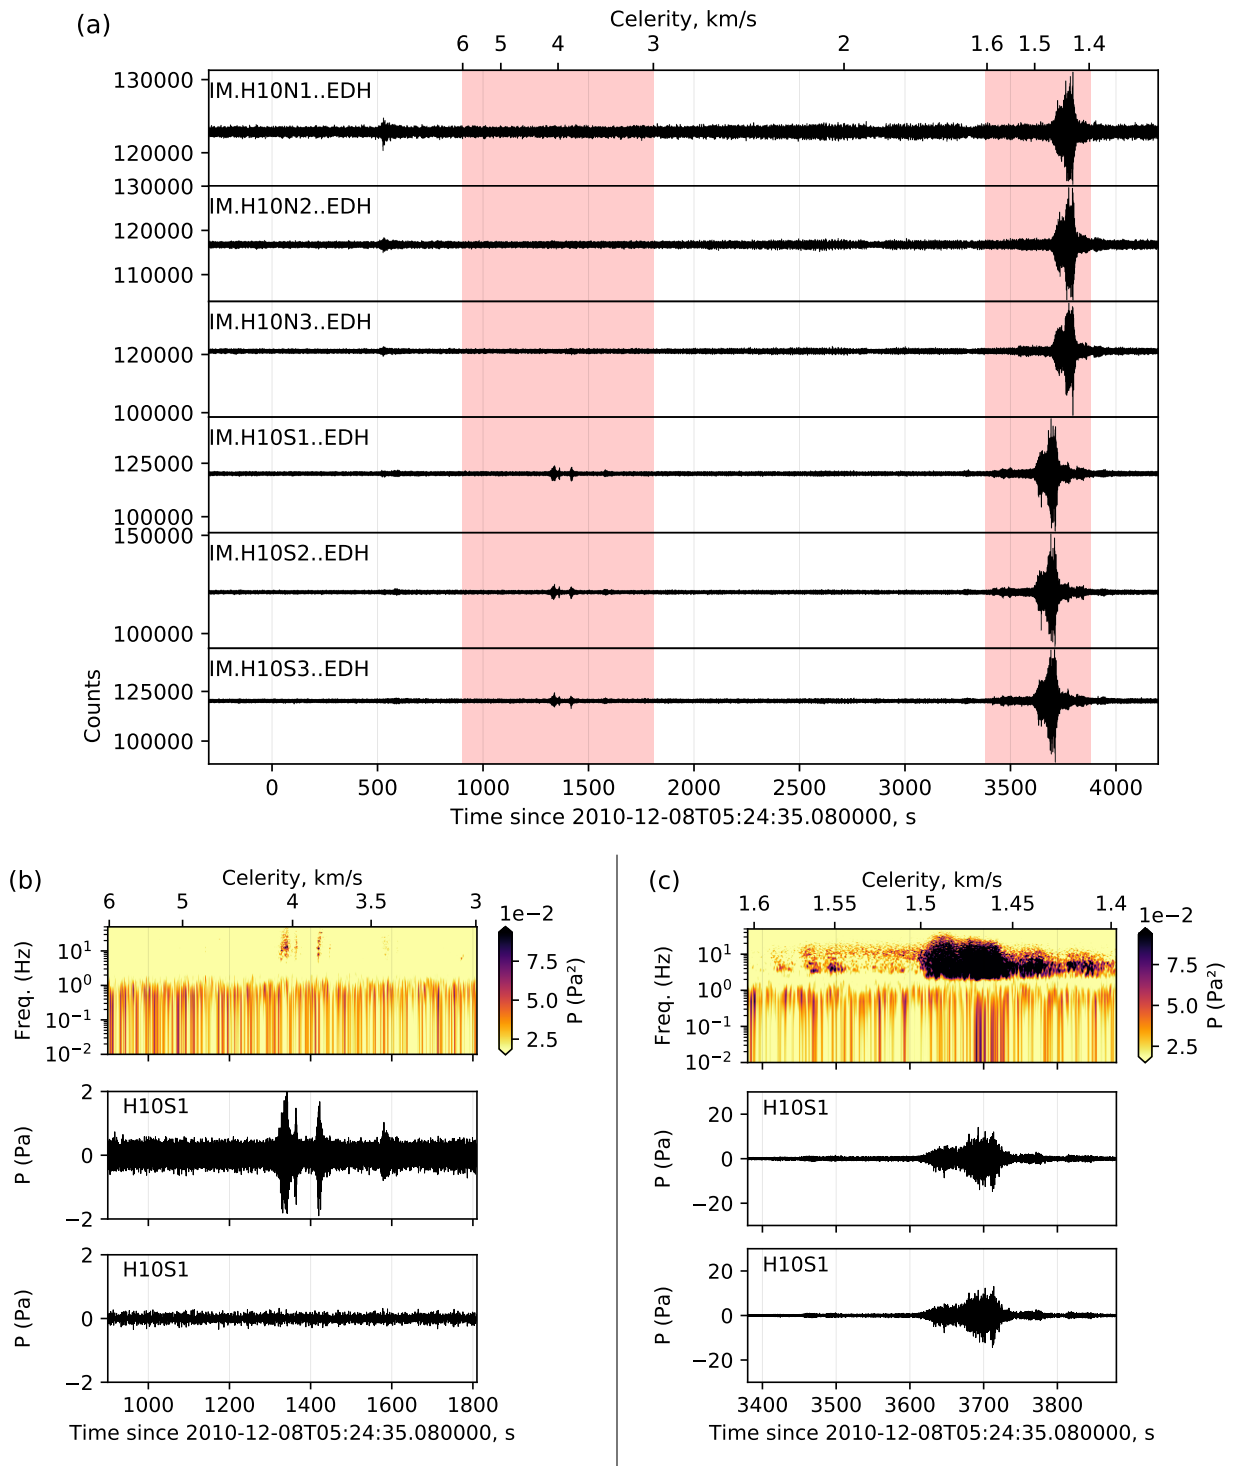 (a)
Celerity, km/s
6 5 4 3 2 1.6 1.5 1.4
IM.H10N1..EDH
130000
120000
IM.H10N2..EDH
130000
120000
110000
IM.H10N3..EDH
120000
100000
IM.H10S1..EDH
125000
100000
IM.H10S2..EDH
150000
100000
IM.H10S3..EDH
125000
100000
Counts
0 500 1000 1500 2000 2500 3000 3500 4000
Time since 2010-12-08T05:24:35.080000, s
(b)
Celerity, km/s
6 5 4 3.5 3
1e−2
Freq. (Hz)
10¹
10⁰
10⁻¹
10⁻²
7.5
5.0
2.5
P (Pa²)
H10S1
P (Pa)
2
0
−2
H10S1
P (Pa)
2
0
−2
1000 1200 1400 1600 1800
Time since 2010-12-08T05:24:35.080000, s
(c)
Celerity, km/s
1.6 1.55 1.5 1.45 1.4
1e−2
Freq. (Hz)
10¹
10⁰
10⁻¹
10⁻²
7.5
5.0
2.5
P (Pa²)
H10S1
P (Pa)
20
0
−20
H10S1
P (Pa)
20
0
−20
3400 3500 3600 3700 3800
Time since 2010-12-08T05:24:35.080000, s